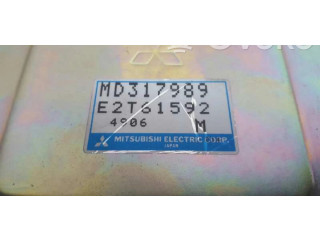 MD317989
E2T61592
4906 M
MITSUBISHI ELECTRIC CORP.
JAPAN